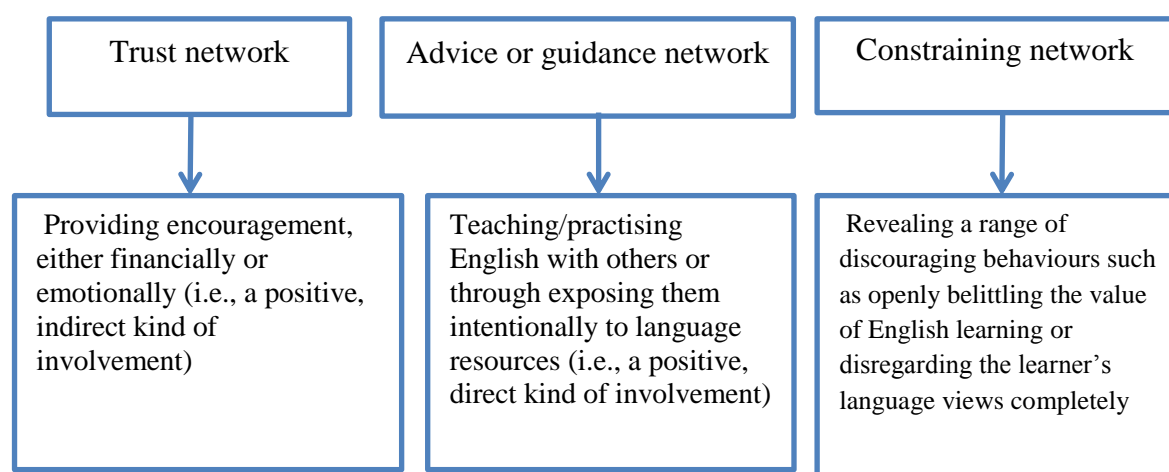 Trust network
Advice or guidance network
Constraining network
Providing encouragement,
either financially or
emotionally (i.e., a positive,
indirect kind of
involvement)
Teaching/practising
English with others or
through exposing them
intentionally to language
resources (i.e., a positive,
direct kind of involvement)
Revealing a range of
discouraging behaviours such
as openly belittling the value
of English learning or
disregarding the learner’s
language views completely